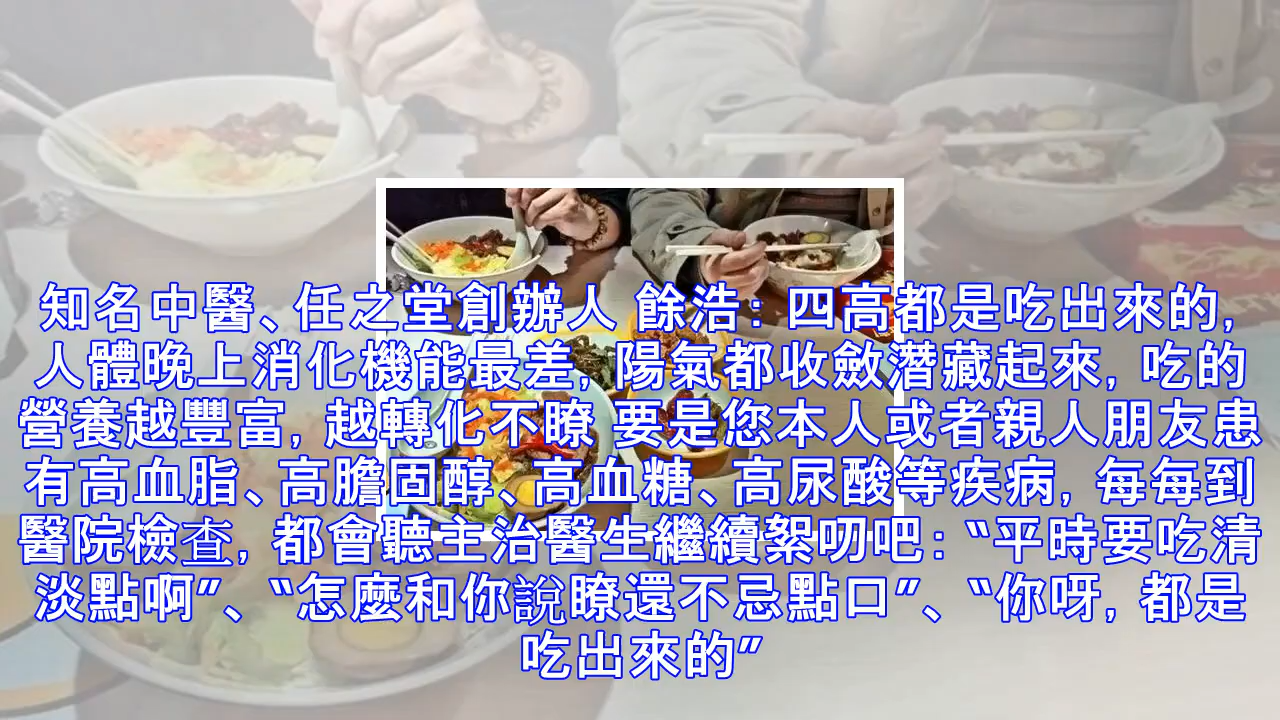 知名中醫、任之堂創辦人 餘浩: 四高都是吃出來的,
人體晚上消化機能最差, 陽氣都收斂潛藏起來, 吃的
營養越豐富, 越轉化不瞭 要是您本人或者親人朋友患
有高血脂、高膽固醇、高血糖、高尿酸等疾病, 每每到
醫院檢查, 都會聽主治醫生繼續絮叨吧: “平時要吃清
淡點啊”、“怎麼和你說瞭還不忌點口”、“你呀, 都是
吃出來的”